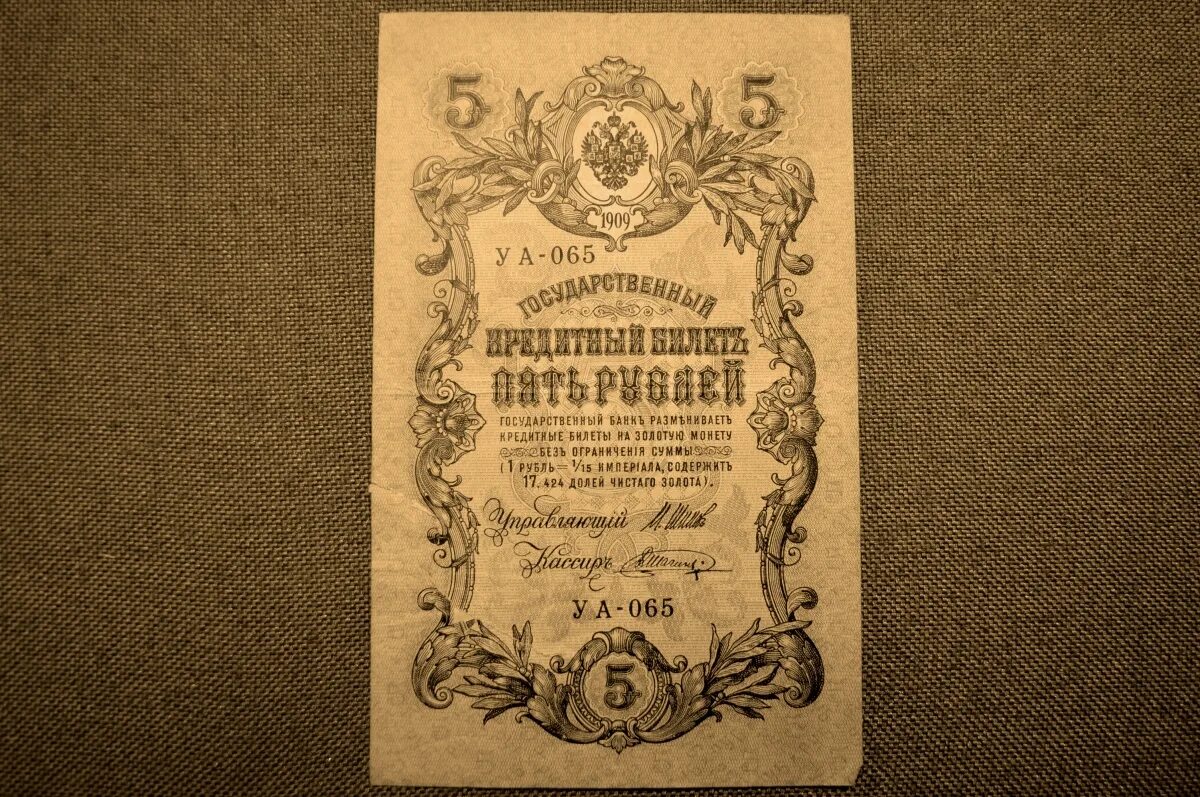 5 5
1909
УА-065
ГОСУДАРСТВЕННЫЙ
КРЕДИТНЫЙ БИЛЕТЪ
ПЯТЬ РУБЛЕЙ
ГОСУДАРСТВЕННЫЙ БАНКЪ РАЗМѢНИВАЕТЪ
КРЕДИТНЫЕ БИЛЕТЫ НА ЗОЛОТУЮ МОНЕТУ
БЕЗЪ ОГРАНИЧЕНІЯ СУММЫ
(1 РУБЛЬ = 1/15 ИМПЕРІАЛА, СОДЕРЖИТЪ
17,424 ДОЛЕЙ ЧИСТАГО ЗОЛОТА).
Управляющій И. Шипов
Кассиръ
УА-065
5